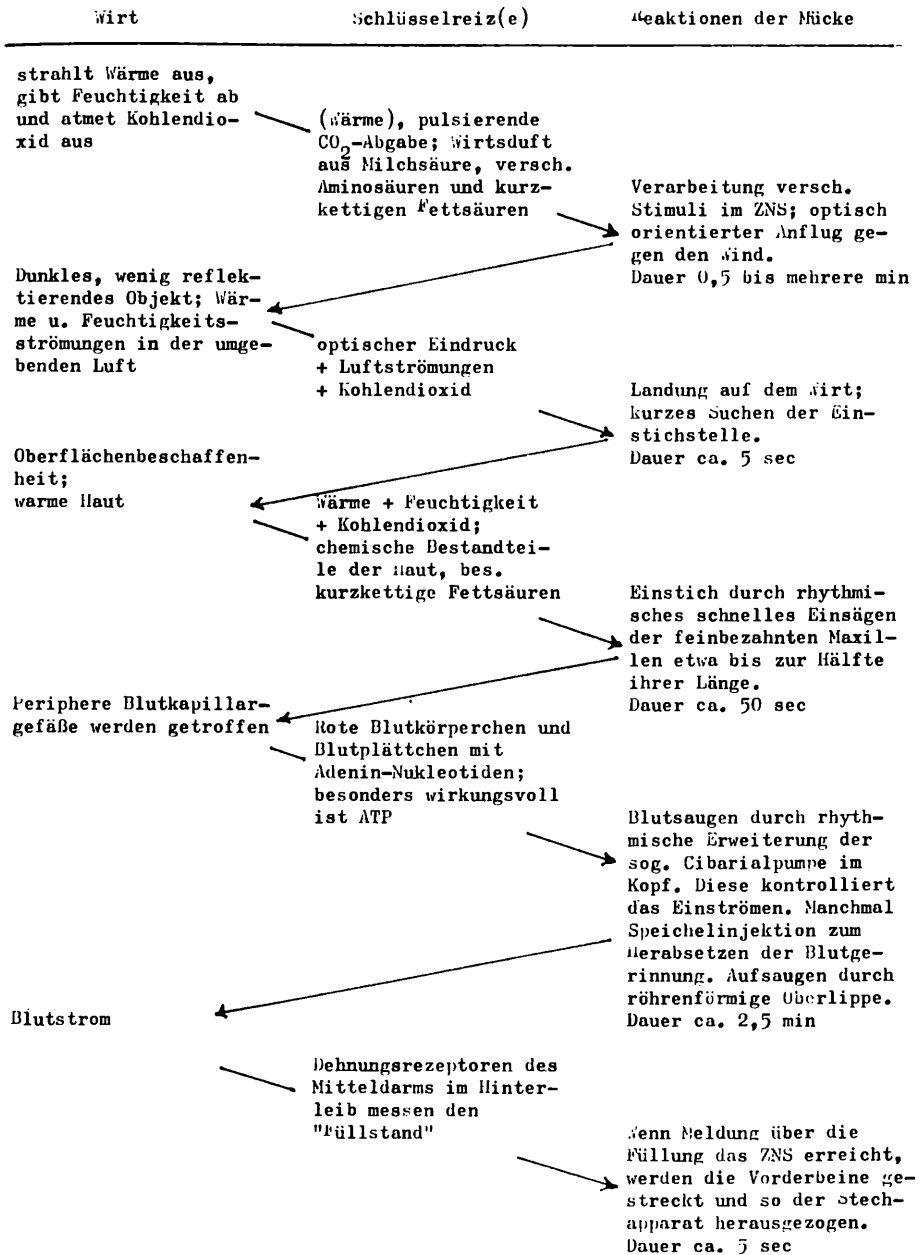 Wirt Schlüsselreiz(e) Reaktionen der Mücke
strahlt Wärme aus,
gibt Feuchtigkeit ab
und atmet Kohlendio-
xid aus
(Wärme), pulsierende
CO2-Abgabe; Wirtsduft
aus Milchsäure, versch.
Aminosäuren und kurz-
kettigen Fettsäuren
Verarbeitung versch.
Stimuli im ZNS; optisch
orientierter Anflug ge-
gen den Wind.
Dauer 0,5 bis mehrere min
Dunkles, wenig reflek-
tierendes Objekt; Wär-
me u. Feuchtigkeits-
strömungen in der umge-
benden Luft
optischer Eindruck
+ Luftströmungen
+ Kohlendioxid
Landung auf dem Wirt;
kurzes Suchen der Ein-
stichstelle.
Dauer ca. 5 sec
Oberflächenbeschaffen-
heit;
warme Haut
Wärme + Feuchtigkeit
+ Kohlendioxid;
chemische Bestandtei-
le der Haut, bes.
kurzkettige Fettsäuren
Einstich durch rhythmi-
sches schnelles Einsägen
der feinbezahnten Maxil-
len etwa bis zur Hälfte
ihrer Länge.
Dauer ca. 50 sec
Periphere Blutkapillar-
gefäße werden getroffen
Rote Blutkörperchen und
Blutplättchen mit
Adenin-Nukleotiden;
besonders wirkungsvoll
ist ATP
Blutsaugen durch rhyth-
mische Erweiterung der
sog. Cibarialpumpe im
Kopf. Diese kontrolliert
das Einströmen. Manchmal
Speichelinjektion zum
Herabsetzen der Blutge-
rinnung. Aufsaugen durch
röhrenförmige Oberlippe.
Dauer ca. 2,5 min
Blutstrom
Dehnungsrezeptoren des
Mitteldarms im Hinter-
leib messen den
"Füllstand"
Wenn Meldung über die
Füllung das ZNS erreicht,
werden die Vorderbeine ge-
streckt und so der Stech-
apparat herausgezogen.
Dauer ca. 5 sec